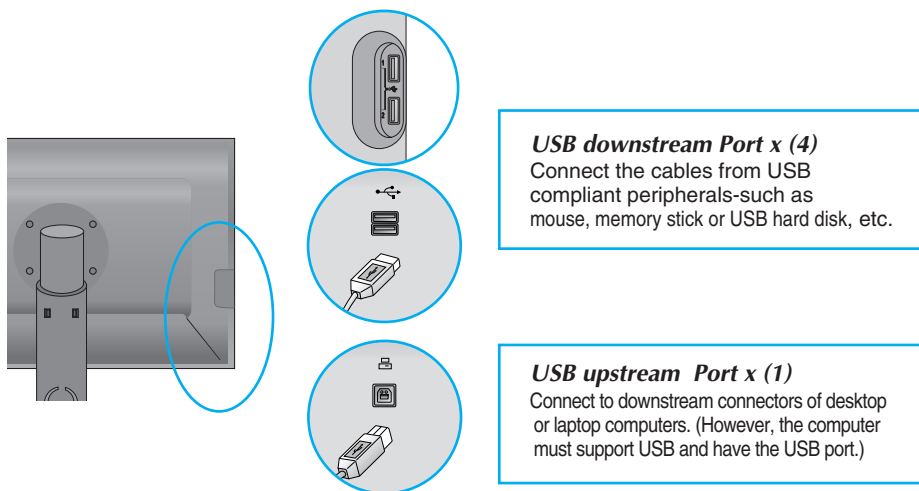 1
2
USB downstream Port x (4)
Connect the cables from USB
compliant peripherals-such as
mouse, memory stick or USB hard disk, etc.
USB upstream Port x (1)
Connect to downstream connectors of desktop
or laptop computers. (However, the computer
must support USB and have the USB port.)